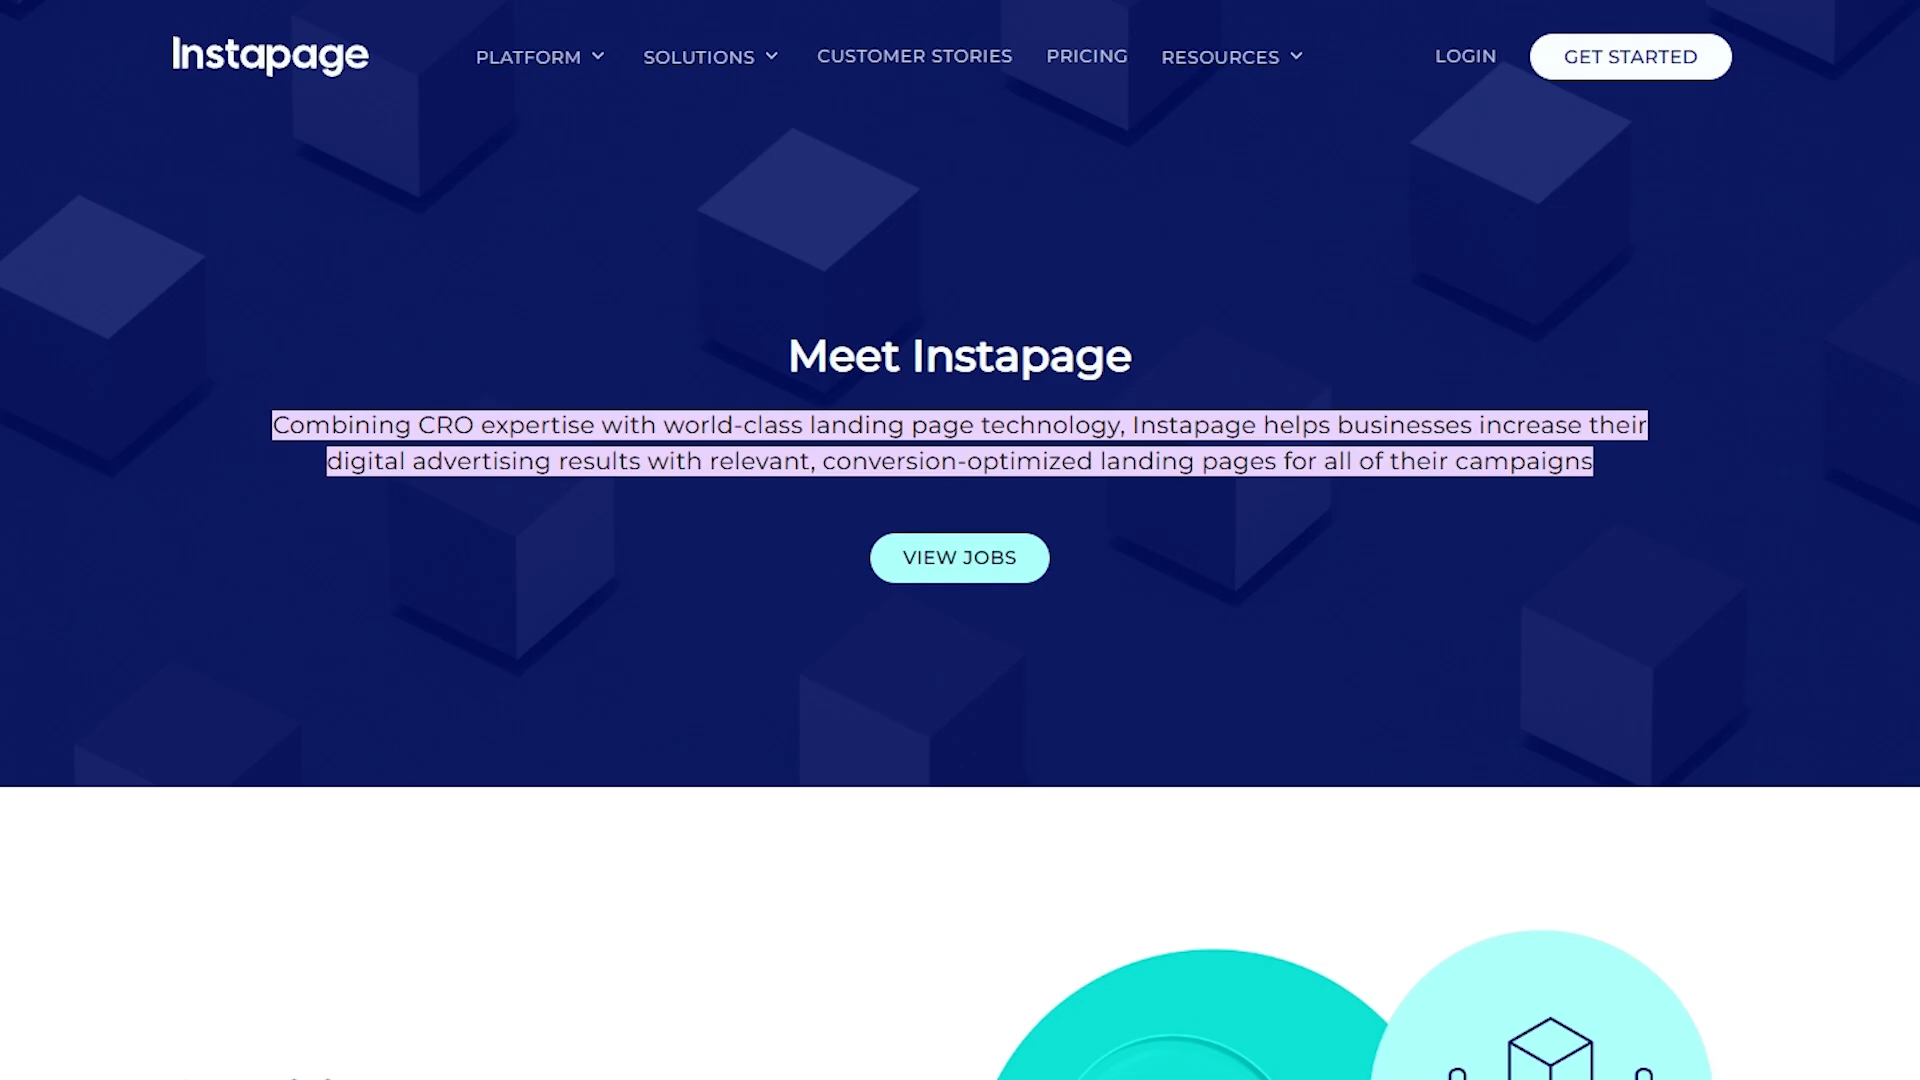 Instapage
PLATFORM
SOLUTIONS
CUSTOMER STORIES
PRICING
RESOURCES
LOGIN
GET STARTED
Meet Instapage
Combining CRO expertise with world-class landing page technology, Instapage helps businesses increase their
digital advertising results with relevant, conversion-optimized landing pages for all of their campaigns
VIEW JOBS